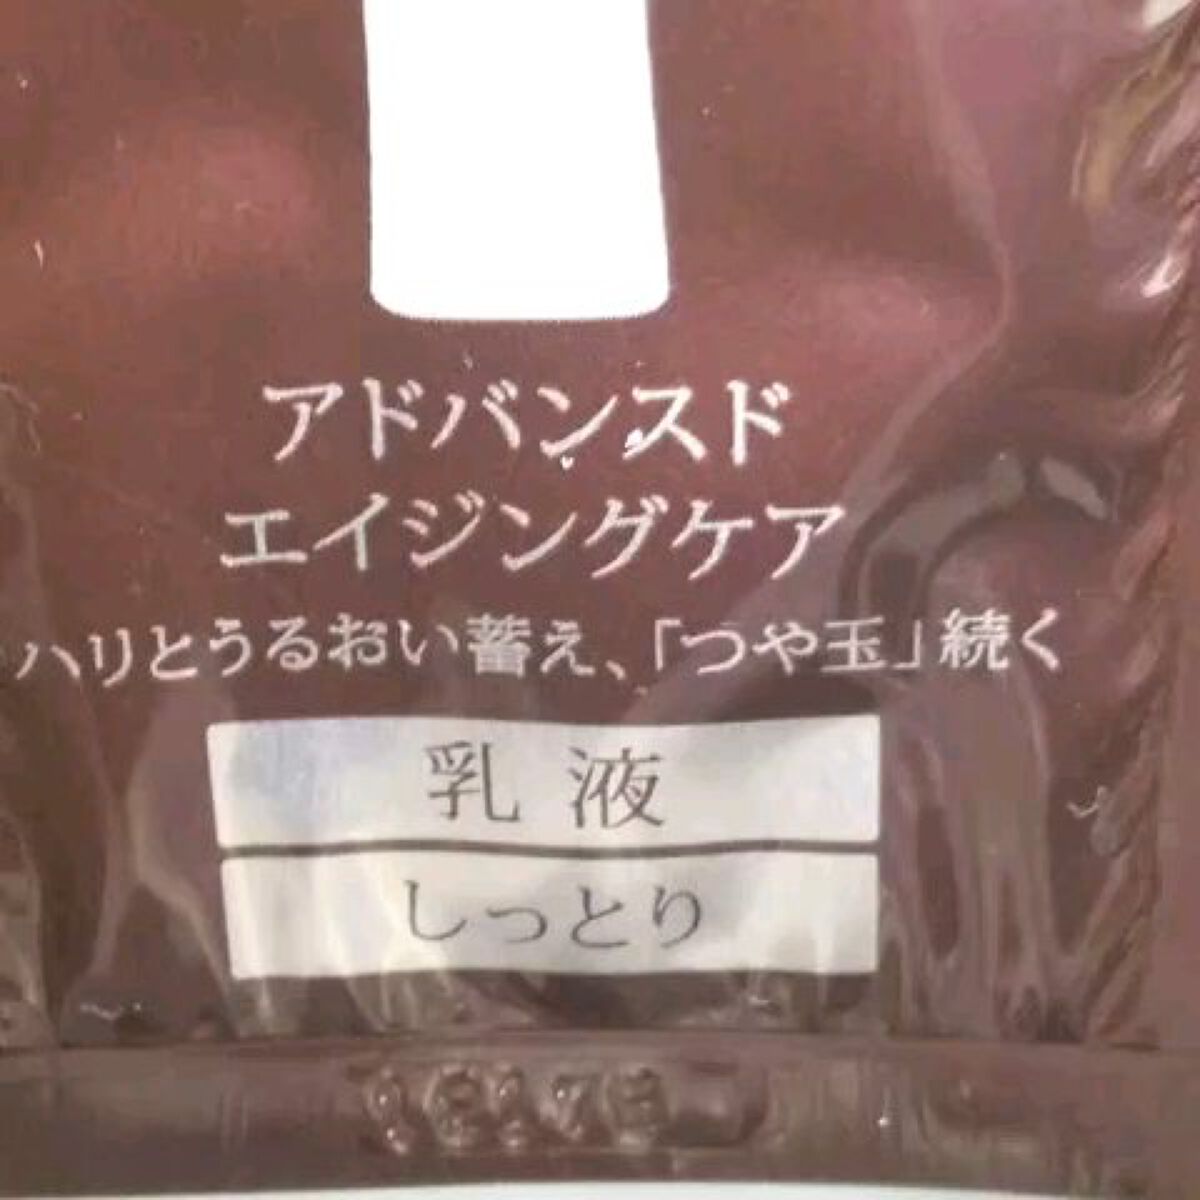 アドバンスド
エイジングケア
ハリとうるおい蓄え、「つや玉」続く
乳液
しっとり